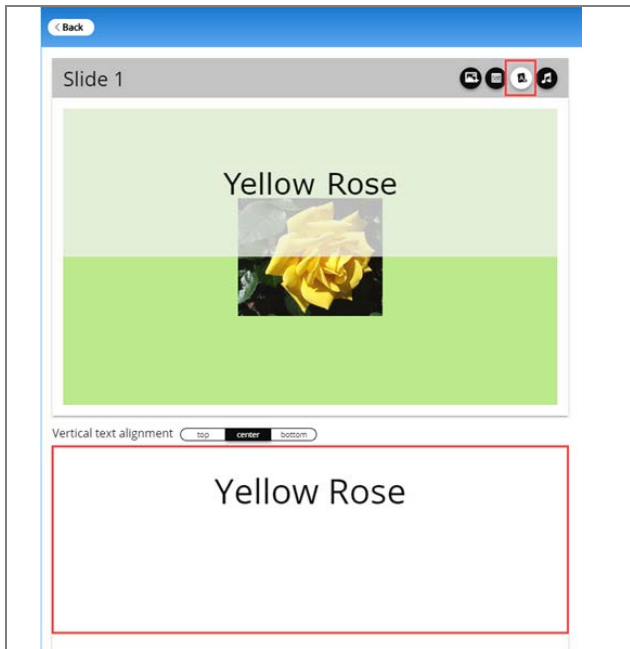 Back
Slide 1
Yellow Rose
Vertical text alignment top center bottom
Yellow Rose